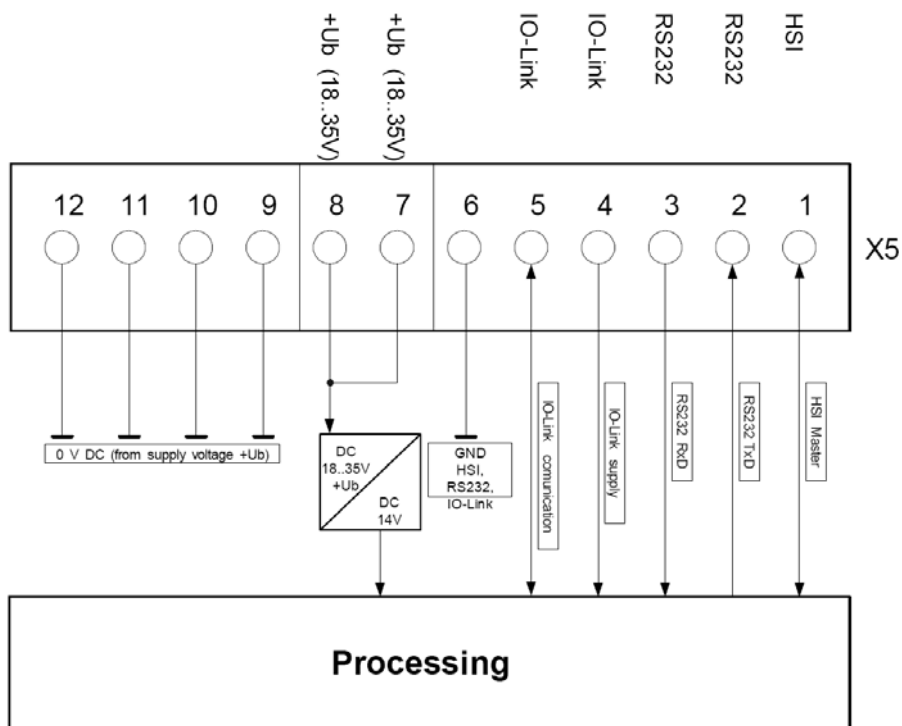 +Ub (18..35V)
+Ub (18..35V)
IO-Link
IO-Link
RS232
RS232
HSI
12
11
10
9
8
7
6
5
4
3
2
1
X5
0 V DC (from supply voltage +Ub)
DC
18..35V
+Ub
DC
14V
GND
HSI,
RS232,
IO-Link
IO-Link comunication
IO-Link supply
RS232 RxD
RS232 TxD
HSI Master
Processing